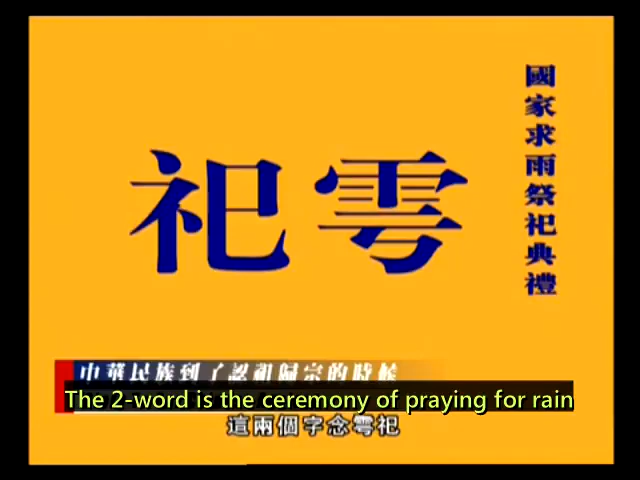 國家求雨祭祀典禮
雩祀
中華民族到了認祖歸宗的時候
The 2-word is the ceremony of praying for rain
這兩個字念雩祀